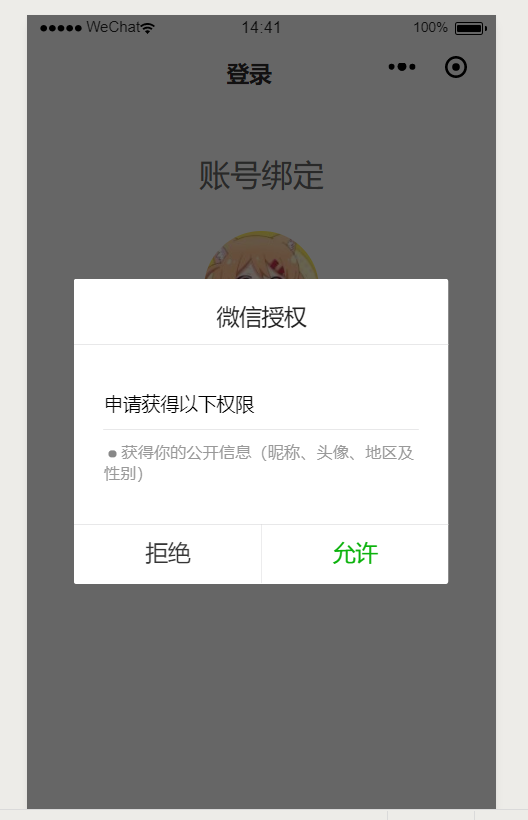 WeChat 14:41 100%
登录
账号绑定
微信授权
申请获得以下权限
● 获得你的公开信息（昵称、头像、地区及
性别）
拒绝 允许